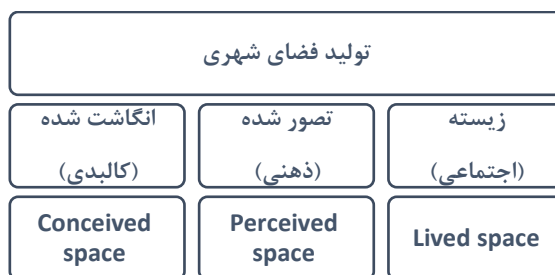 تولید فضای شهری
زیسته
(اجتماعی)
تصور شده
(ذهنی)
انگاشت شده
(کالبدی)
Lived space
Perceived
space
Conceived
space